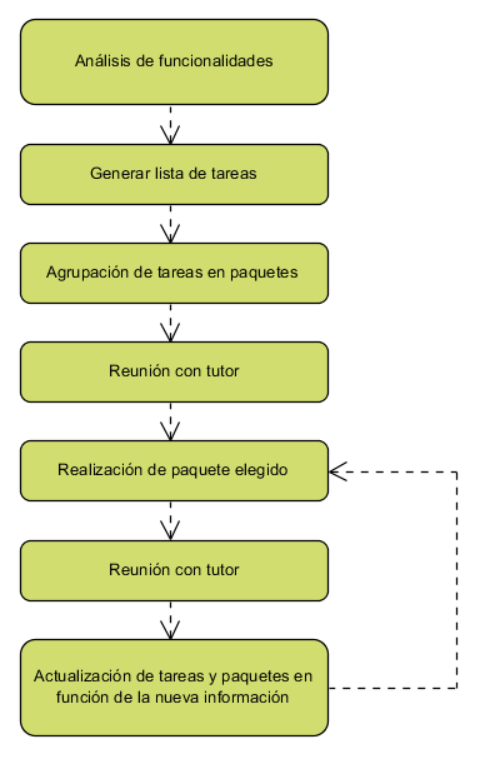 Análisis de funcionalidades
Generar lista de tareas
Agrupación de tareas en paquetes
Reunión con tutor
Realización de paquete elegido
Reunión con tutor
Actualización de tareas y paquetes en
función de la nueva información